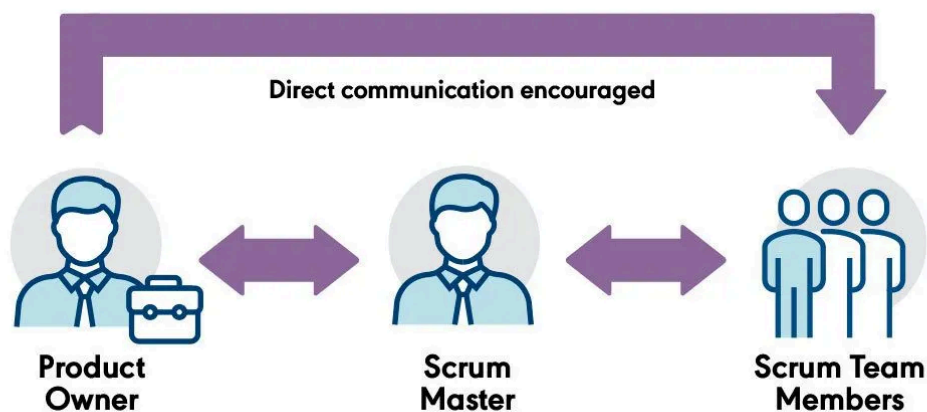 Direct communication encouraged
Product
Owner
Scrum
Master
Scrum Team
Members